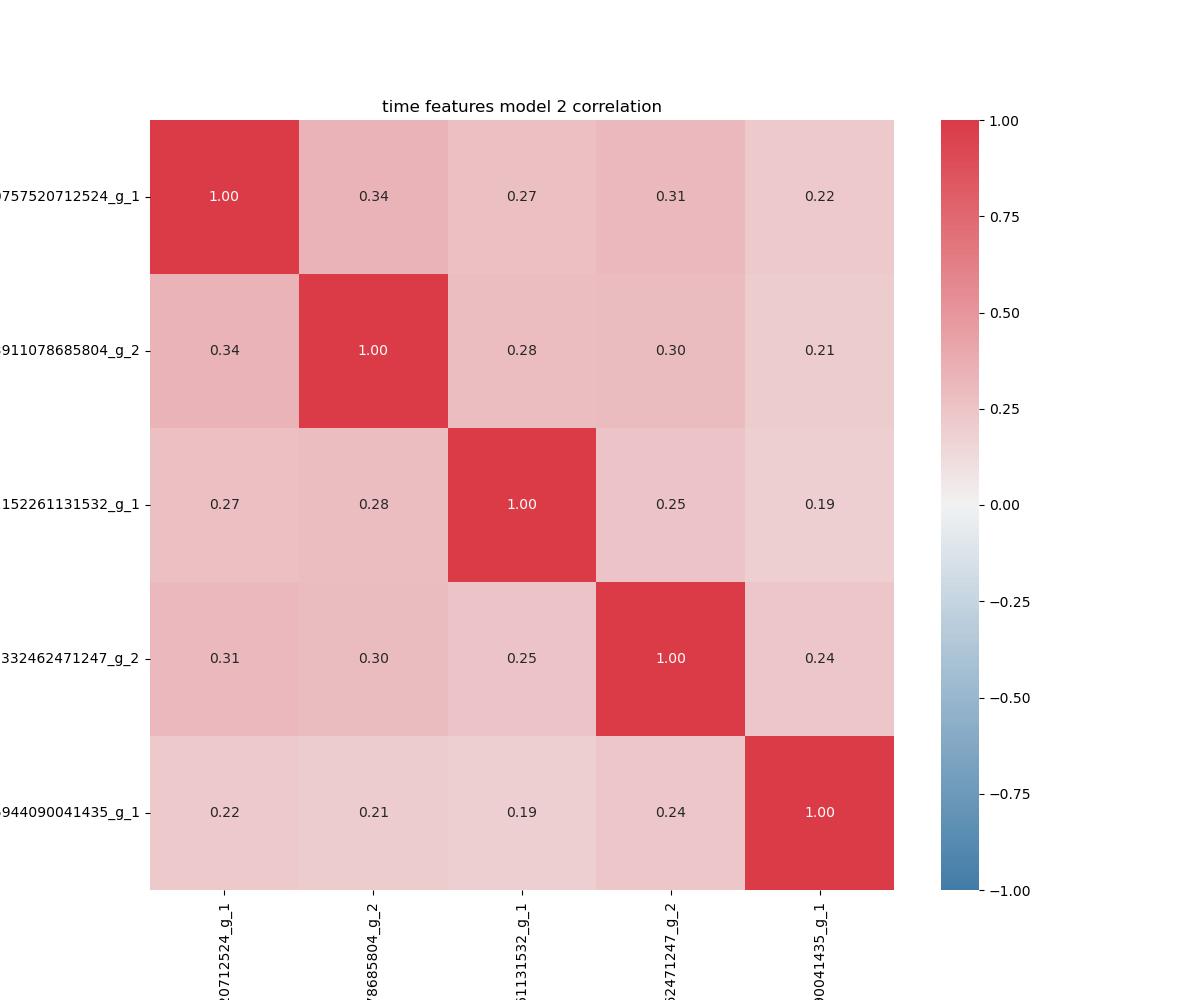 time features model 2 correlation
757520712524_g_1 1.00 0.34 0.27 0.31 0.22
911078685804_g_2 0.34 1.00 0.28 0.30 0.21
152261131532_g_1 0.27 0.28 1.00 0.25 0.19
332462471247_g_2 0.31 0.30 0.25 1.00 0.24
944090041435_g_1 0.22 0.21 0.19 0.24 1.00
20712524_g_1
78685804_g_2
61131532_g_1
62471247_g_2
90041435_g_1
1.00
0.75
0.50
0.25
0.00
−0.25
−0.50
−0.75
−1.00